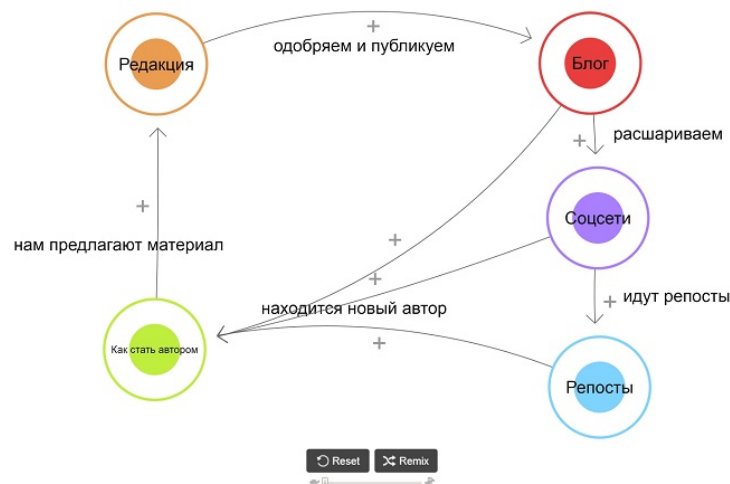 Редакция
одобряем и публикуем
Блог
расшариваем
Соцсети
нам предлагают материал
идут репосты
находится новый автор
Как стать автором
Репосты
Reset
Remix